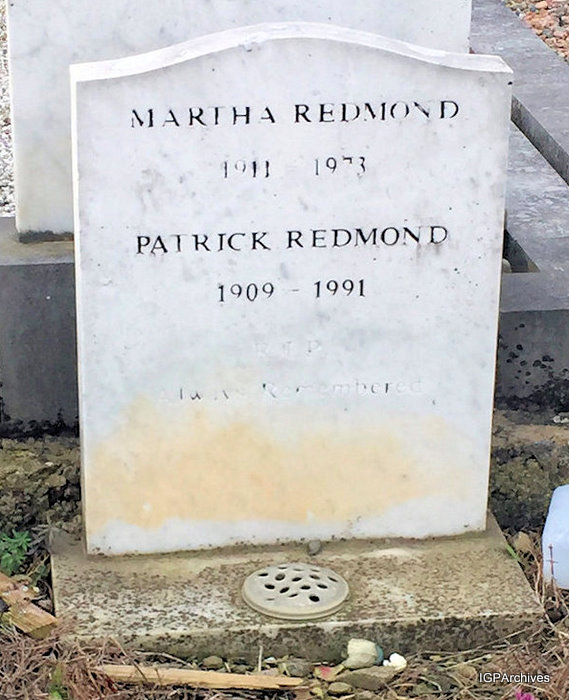 MARTHA REDMOND
1911 1973
PATRICK REDMOND
1909 - 1991
R.I.P.
Always Remembered
IGPArchives